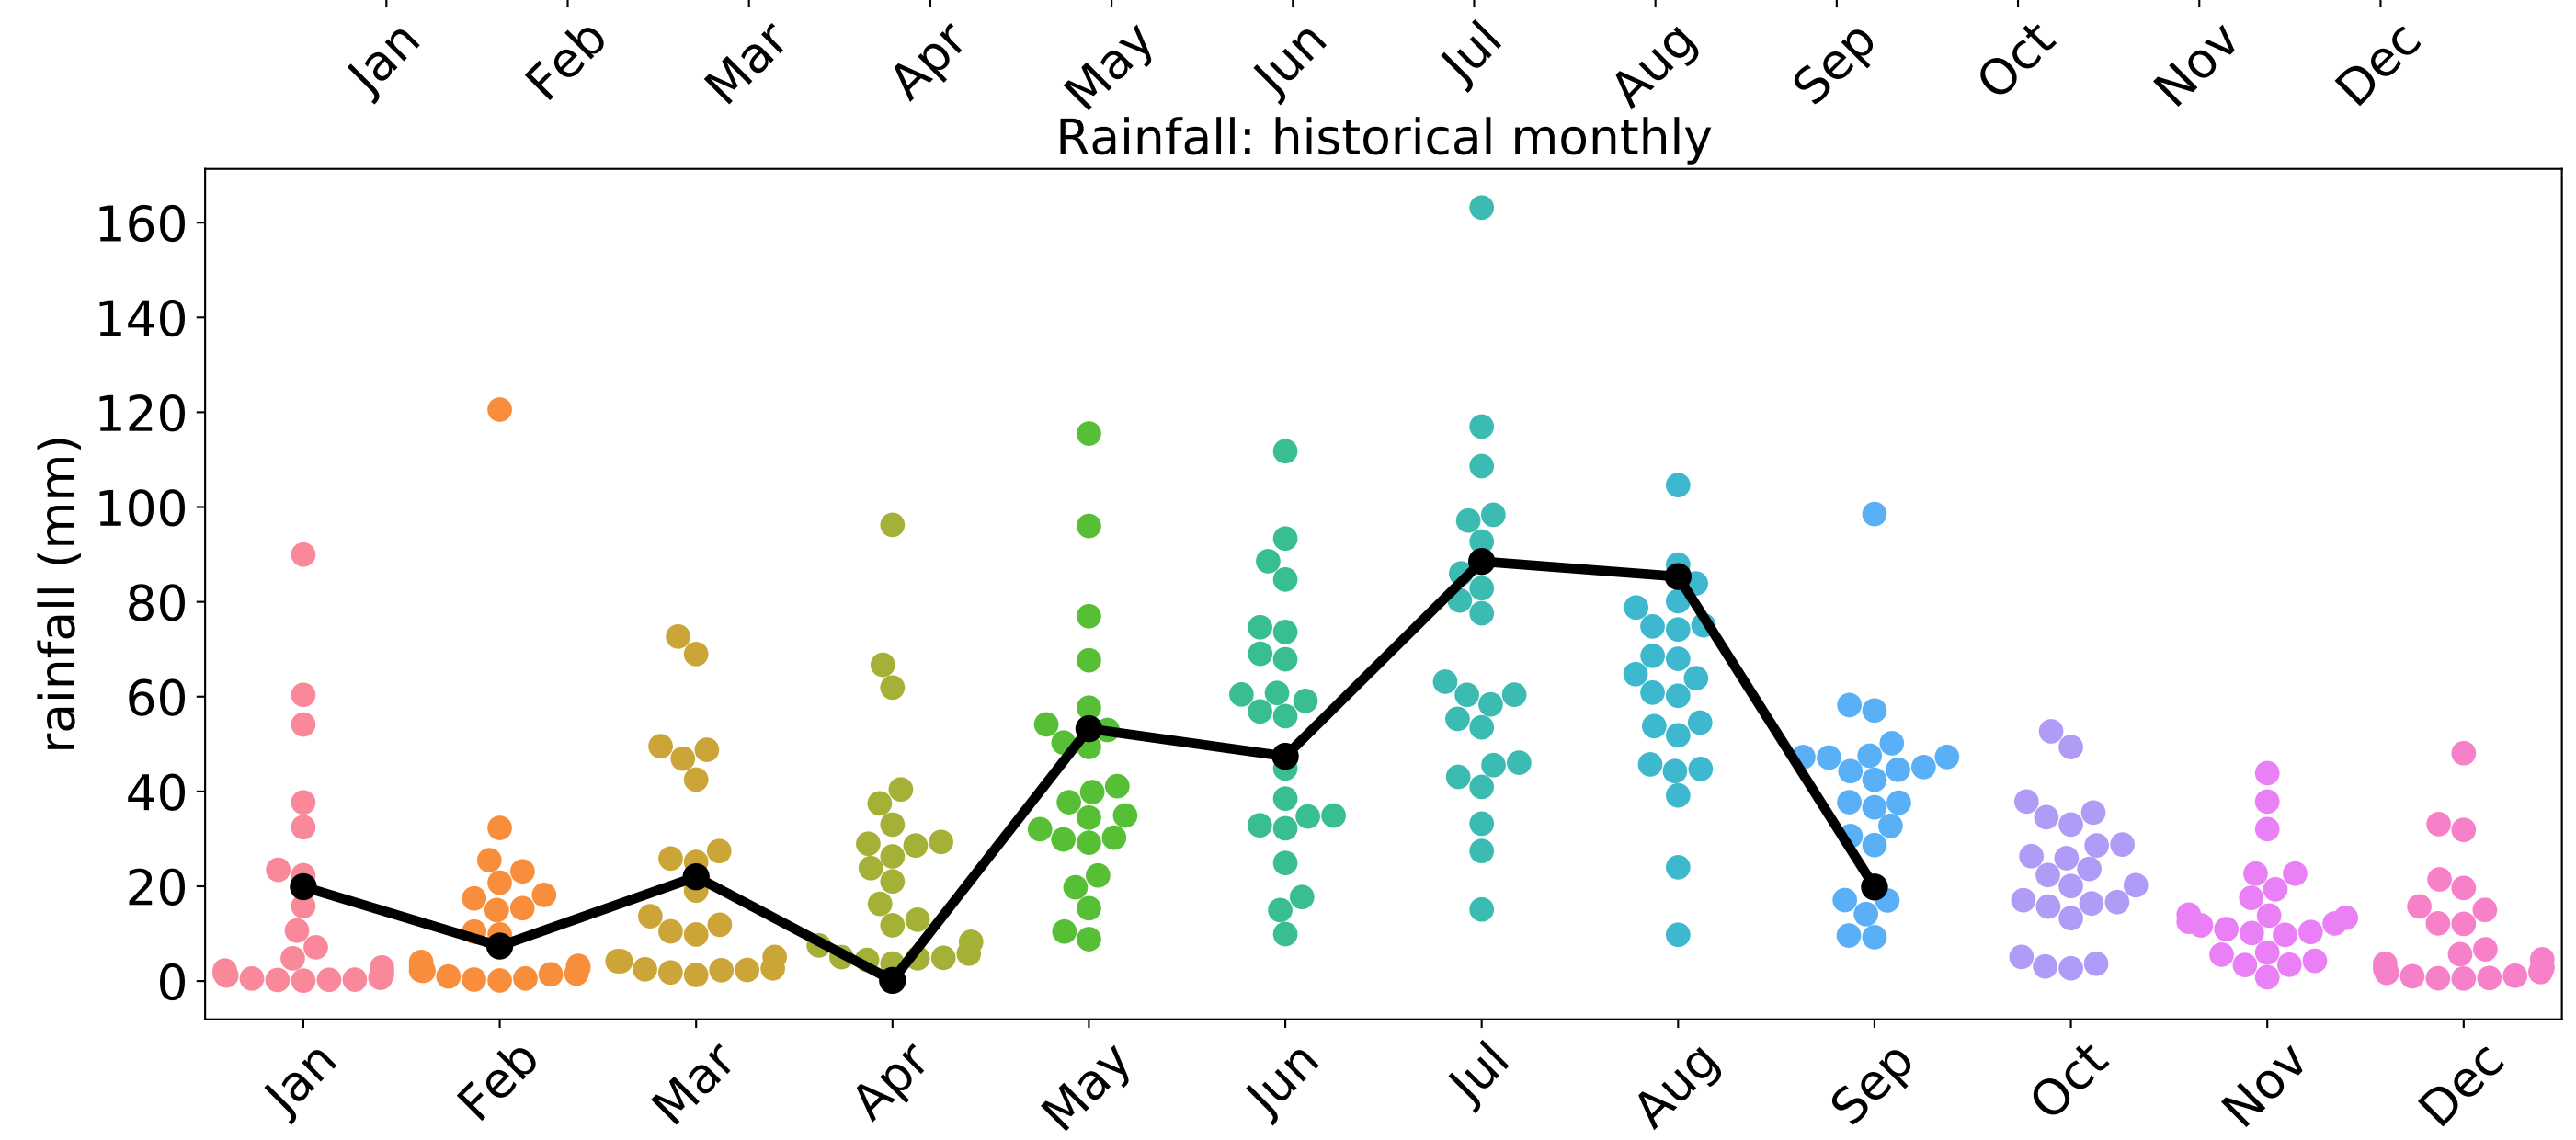 Jan Feb Mar Apr May Jun Jul Aug Sep Oct Nov Dec
Rainfall: historical monthly
rainfall (mm)
160
140
120
100
80
60
40
20
0
Jan Feb Mar Apr May Jun Jul Aug Sep Oct Nov Dec